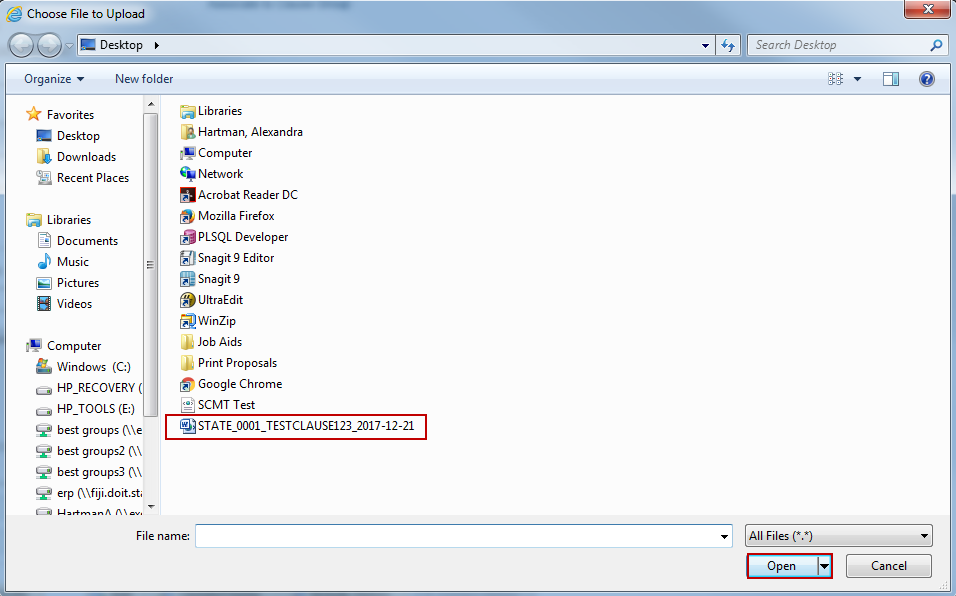 Choose File to Upload
Desktop
Search Desktop
Organize
New folder
Favorites
Desktop
Downloads
Recent Places
Libraries
Documents
Music
Pictures
Videos
Computer
Windows (C:)
HP_RECOVERY (
HP_TOOLS (E:)
best groups (\\e
best groups2 (\\
best groups3 (\\
erp (\\fiji.doit.sta
HartmanA (\\exe
Libraries
Hartman, Alexandra
Computer
Network
Acrobat Reader DC
Mozilla Firefox
PLSQL Developer
Snagit 9 Editor
Snagit 9
UltraEdit
WinZip
Job Aids
Print Proposals
Google Chrome
SCMT Test
STATE_0001_TESTCLAUSE123_2017-12-21
File name:
All Files (*.*)
Open
Cancel